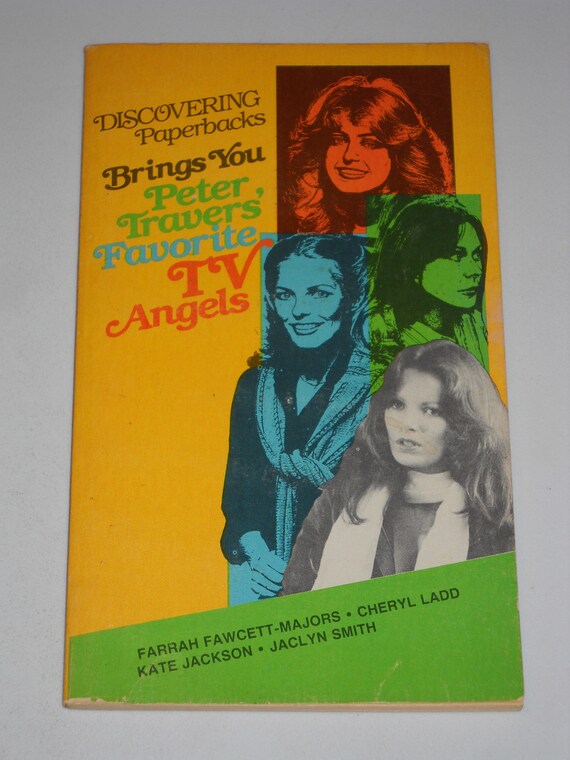 DISCOVERING
Paperbacks
Brings You
Peter
Travers'
Favorite
TV
Angels
FARRAH FAWCETT-MAJORS • CHERYL LADD
KATE JACKSON • JACLYN SMITH